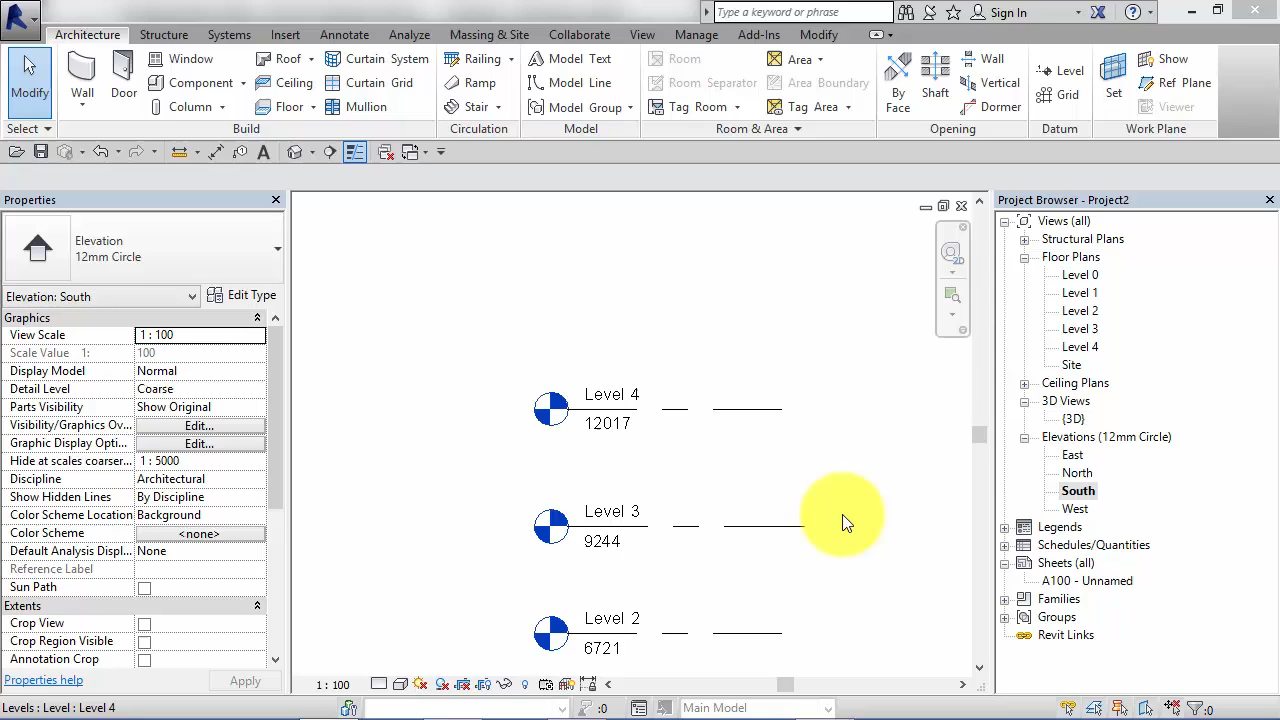 Type a keyword or phrase
Sign In
Architecture Structure Systems Insert Annotate Analyze Massing & Site Collaborate View Manage Add-Ins Modify
Modify
Select
Wall
Door
Window
Component
Column
Roof
Ceiling
Floor
Curtain System
Curtain Grid
Mullion
Build
Railing
Ramp
Stair
Circulation
Model Text
Model Line
Model Group
Model
Room
Room Separator
Tag Room
Area
Area Boundary
Tag Area
Room & Area
By
Face
Shaft
Wall
Vertical
Dormer
Opening
Level
Grid
Datum
Set
Show
Ref Plane
Viewer
Work Plane
Properties
Elevation
12mm Circle
Elevation: South
Edit Type
Graphics
View Scale 1 : 100
Scale Value 1: 100
Display Model Normal
Detail Level Coarse
Parts Visibility Show Original
Visibility/Graphics Ov... Edit...
Graphic Display Opti... Edit...
Hide at scales coarser... 1 : 5000
Discipline Architectural
Show Hidden Lines By Discipline
Color Scheme Location Background
Color Scheme <none>
Default Analysis Displ... None
Reference Label
Sun Path
Extents
Crop View
Crop Region Visible
Annotation Crop
Properties help
Apply
2D
Level 4
12017
Level 3
9244
Level 2
6721
1 : 100
Project Browser - Project2
Views (all)
Structural Plans
Floor Plans
Level 0
Level 1
Level 2
Level 3
Level 4
Site
Ceiling Plans
3D Views
{3D}
Elevations (12mm Circle)
East
North
South
West
Legends
Schedules/Quantities
Sheets (all)
A100 - Unnamed
Families
Groups
Revit Links
Levels : Level : Level 4
:0
Main Model
:0